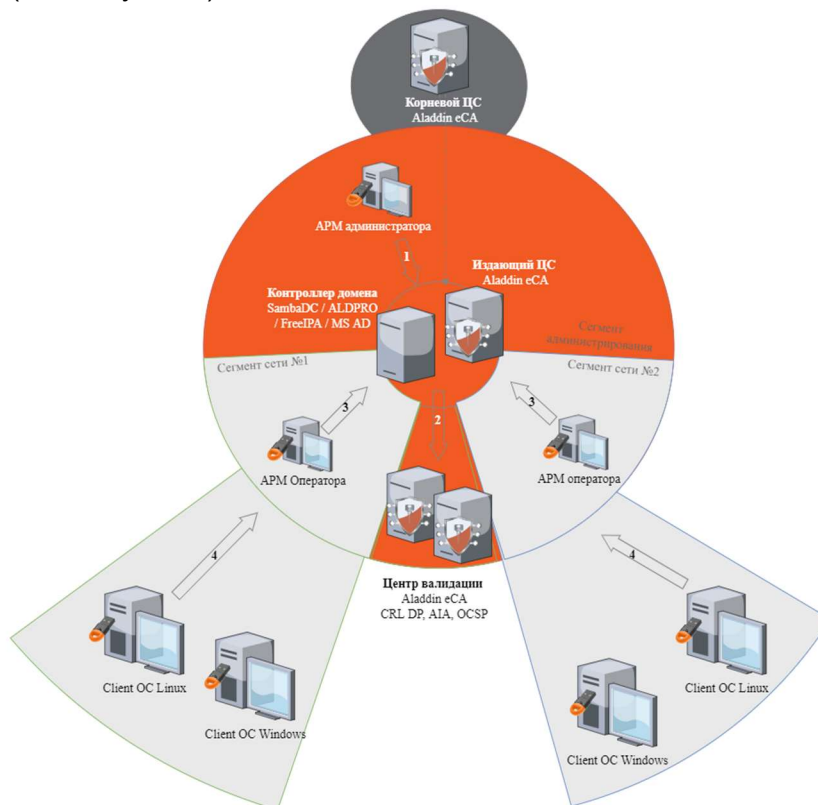 Корневой ЦС
Aladdin eCA
АРМ администратора
1
Издающий ЦС
Aladdin eCA
Контроллер домена
SambaDC / ALDPRO
/ FreeIPA / MS AD
Сегмент
администрирования
Сегмент сети №1
Сегмент сети №2
3
2
3
АРМ Оператора
АРМ оператора
4
4
Центр валидации
Aladdin eCA
CRL DP, AIA, OCSP
Client ОС Linux
Client ОС Windows
Client ОС Linux
Client ОС Windows